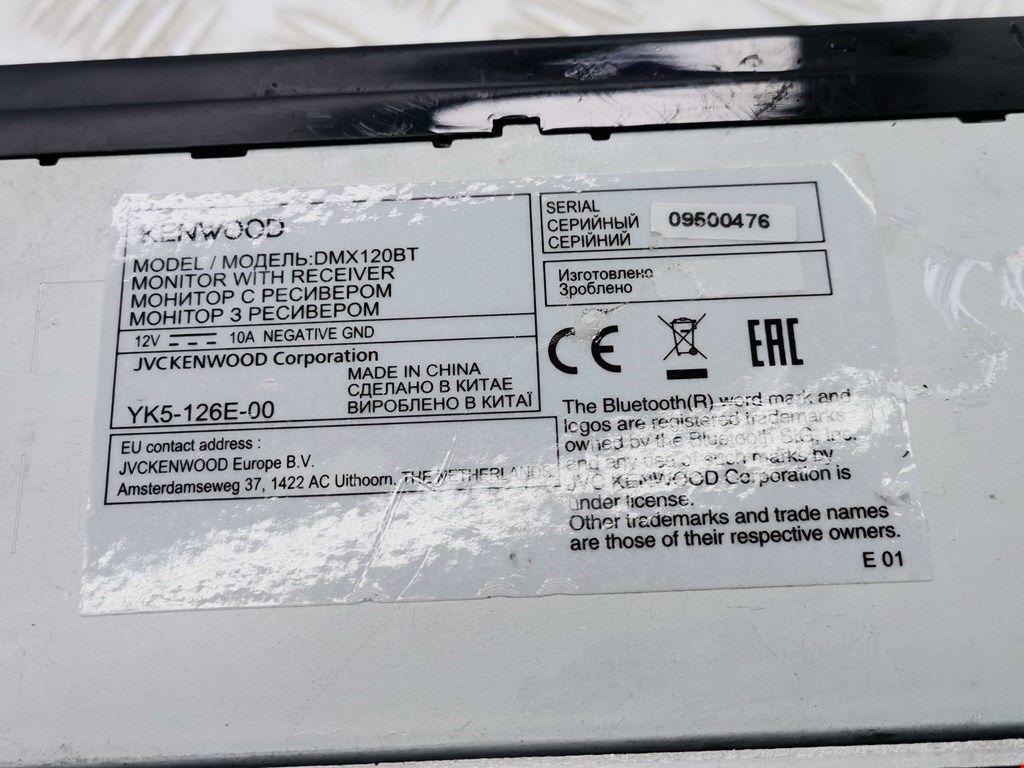 KENWOOD
MODEL / МОДЕЛЬ:DMX120BT
MONITOR WITH RECEIVER
МОНИТОР С РЕСИВЕРОМ
МОНІТОР З РЕСИВЕРОМ
12V 10A NEGATIVE GND
JVCKENWOOD Corporation
MADE IN CHINA
СДЕЛАНО В КИТАЕ
YK5-126E-00
ВИРОБЛЕНО В КИТАЇ
EU contact address :
JVCKENWOOD Europe B.V.
Amsterdamseweg 37, 1422 AC Uithoorn, THE NETHERLANDS
SERIAL
СЕРИЙНЫЙ
СЕРІЙНИЙ
09500476
Изготовлено
Зроблено
CE EAC
The Bluetooth(R) word mark and
logos are registered trademarks
owned by the Bluetooth SIG, Inc.
and any use of such marks by
JVC KENWOOD Corporation is
under license.
Other trademarks and trade names
are those of their respective owners.
E 01